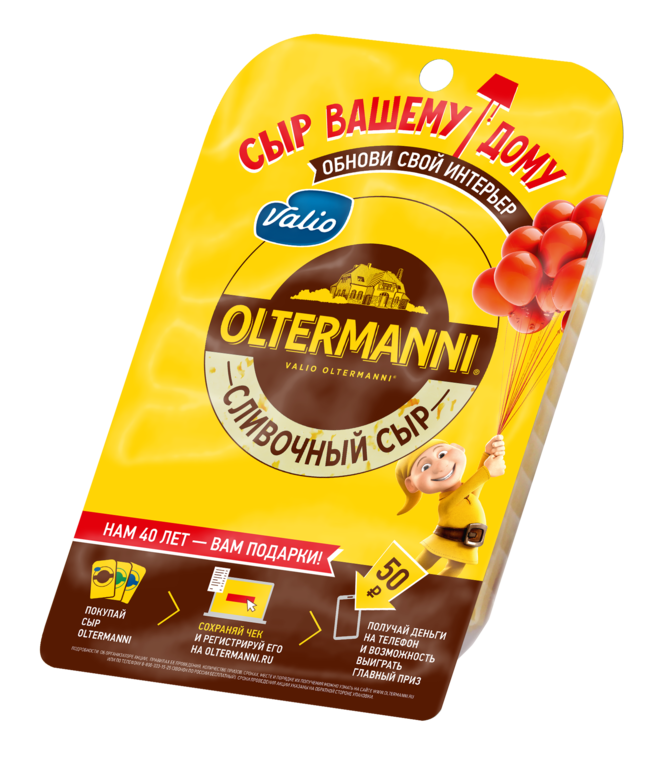 СЫР ВАШЕМУ ДОМУ
ОБНОВИ СВОЙ ИНТЕРЬЕР
Valio
OLTERMANNI®
VALIO OLTERMANNI®
СЛИВОЧНЫЙ СЫР
НАМ 40 ЛЕТ — ВАМ ПОДАРКИ!
50
ПОКУПАЙ
СЫР
OLTERMANNI
СОХРАНЯЙ ЧЕК
И РЕГИСТРИРУЙ ЕГО
НА OLTERMANNI.RU
ПОЛУЧАЙ ДЕНЬГИ
НА ТЕЛЕФОН
И ВОЗМОЖНОСТЬ
ВЫИГРАТЬ
ГЛАВНЫЙ ПРИЗ